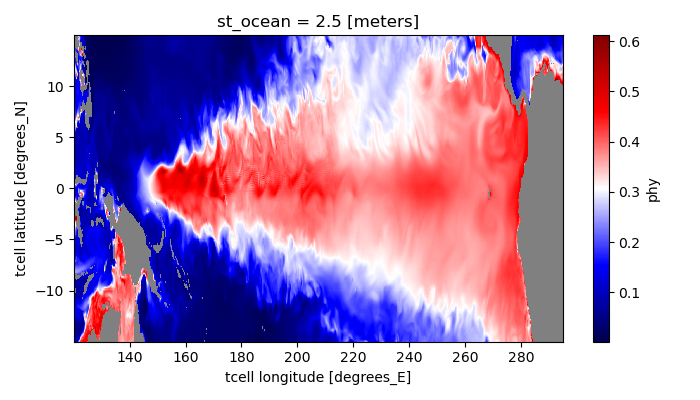 st_ocean = 2.5 [meters]
tcell latitude [degrees_N]
10
5
0
−5
−10
140 160 180 200 220 240 260 280
tcell longitude [degrees_E]
0.6
0.5
0.4
0.3
0.2
0.1
phy